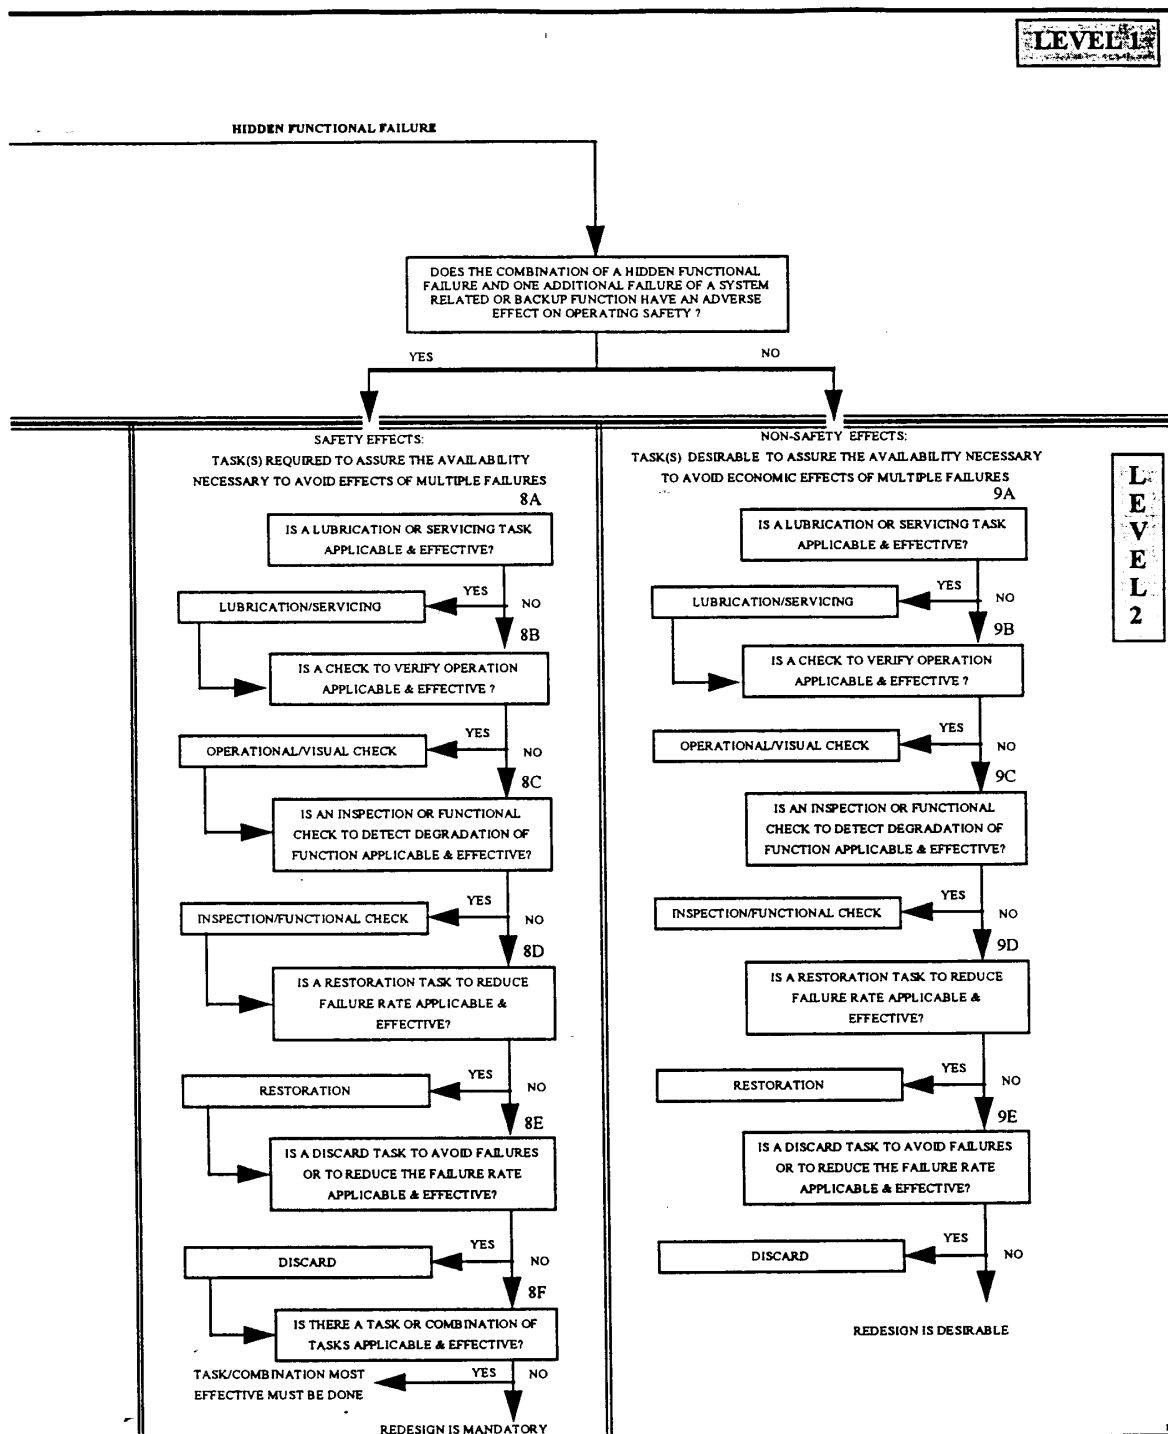 LEVEL 1
HIDDEN FUNCTIONAL FAILURE
DOES THE COMBINATION OF A HIDDEN FUNCTIONAL
FAILURE AND ONE ADDITIONAL FAILURE OF A SYSTEM
RELATED OR BACKUP FUNCTION HAVE AN ADVERSE
EFFECT ON OPERATING SAFETY ?
YES
NO
SAFETY EFFECTS:
TASK(S) REQUIRED TO ASSURE THE AVAILABILITY
NECESSARY TO AVOID EFFECTS OF MULTIPLE FAILURES
8A
IS A LUBRICATION OR SERVICING TASK
APPLICABLE & EFFECTIVE?
YES
LUBRICATION/SERVICING
NO
8B
IS A CHECK TO VERIFY OPERATION
APPLICABLE & EFFECTIVE ?
YES
OPERATIONAL/VISUAL CHECK
NO
8C
IS AN INSPECTION OR FUNCTIONAL
CHECK TO DETECT DEGRADATION OF
FUNCTION APPLICABLE & EFFECTIVE?
YES
INSPECTION/FUNCTIONAL CHECK
NO
8D
IS A RESTORATION TASK TO REDUCE
FAILURE RATE APPLICABLE &
EFFECTIVE?
YES
RESTORATION
NO
8E
IS A DISCARD TASK TO AVOID FAILURES
OR TO REDUCE THE FAILURE RATE
APPLICABLE & EFFECTIVE?
YES
DISCARD
NO
8F
IS THERE A TASK OR COMBINATION OF
TASKS APPLICABLE & EFFECTIVE?
TASK/COMBINATION MOST
EFFECTIVE MUST BE DONE
YES
NO
REDESIGN IS MANDATORY
NON-SAFETY EFFECTS:
TASK(S) DESIRABLE TO ASSURE THE AVAILABILITY NECESSARY
TO AVOID ECONOMIC EFFECTS OF MULTIPLE FAILURES
9A
IS A LUBRICATION OR SERVICING TASK
APPLICABLE & EFFECTIVE?
YES
LUBRICATION/SERVICING
NO
9B
IS A CHECK TO VERIFY OPERATION
APPLICABLE & EFFECTIVE ?
YES
OPERATIONAL/VISUAL CHECK
NO
9C
IS AN INSPECTION OR FUNCTIONAL
CHECK TO DETECT DEGRADATION OF
FUNCTION APPLICABLE & EFFECTIVE?
YES
INSPECTION/FUNCTIONAL CHECK
NO
9D
IS A RESTORATION TASK TO REDUCE
FAILURE RATE APPLICABLE &
EFFECTIVE?
YES
RESTORATION
NO
9E
IS A DISCARD TASK TO AVOID FAILURES
OR TO REDUCE THE FAILURE RATE
APPLICABLE & EFFECTIVE?
YES
DISCARD
NO
REDESIGN IS DESIRABLE
LEVEL 2